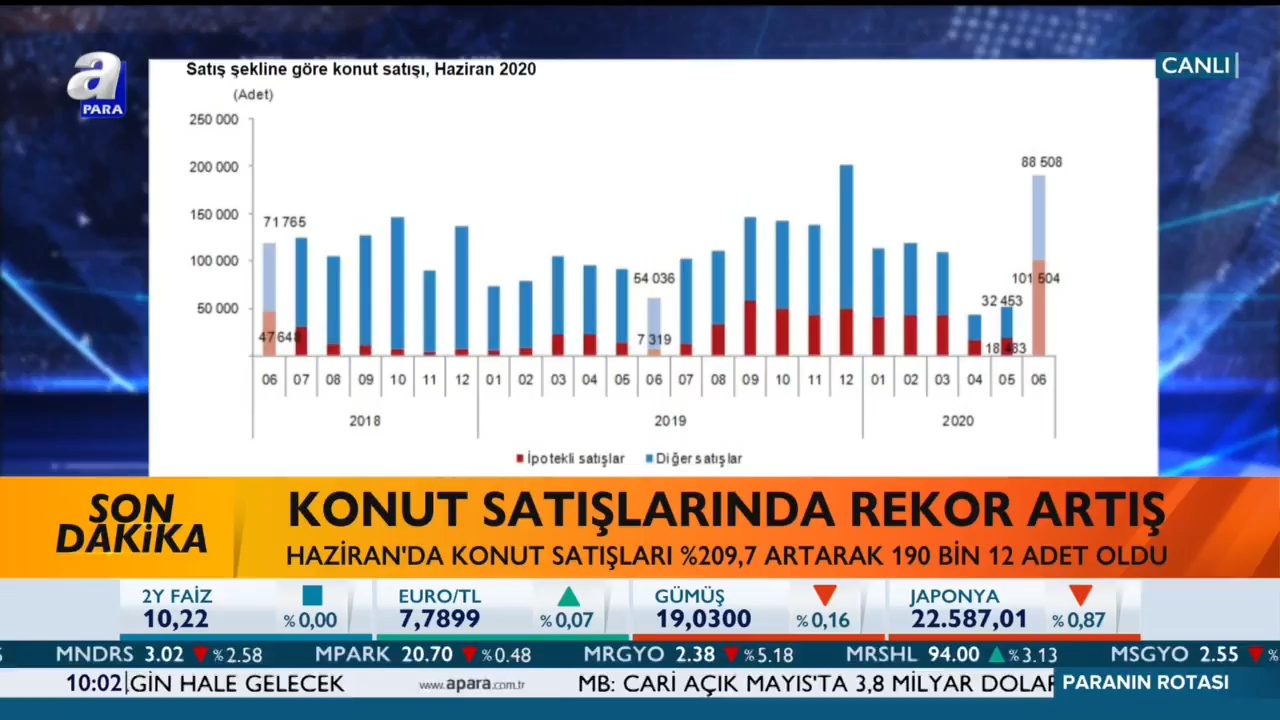 a
PARA
CANLI
Satış şekline göre konut satışı, Haziran 2020
(Adet)
250 000
200 000
150 000
100 000
50 000
71 765
47 648
54 036
7 319
32 453
18 483
88 508
101 504
06 07 08 09 10 11 12 01 02 03 04 05 06 07 08 09 10 11 12 01 02 03 04 05 06
2018 2019 2020
İpotekli satışlar Diğer satışlar
SON
DAKİKA
KONUT SATIŞLARINDA REKOR ARTIŞ
HAZİRAN'DA KONUT SATIŞLARI %209,7 ARTARAK 190 BİN 12 ADET OLDU
2Y FAİZ
10,22 %0,00
EURO/TL
7,7899 %0,07
GÜMÜŞ
19,0300 %0,16
JAPONYA
22.587,01 %0,87
MNDRS 3.02 %2.58 MPARK 20.70 %0.48 MRGYO 2.38 %5.18 MRSHL 94.00 %3.13 MSGYO 2.55 %
10:02 GİN HALE GELECEK www.apara.com.tr MB: CARİ AÇIK MAYIS'TA 3,8 MİLYAR DOLAR PARANIN ROTASI